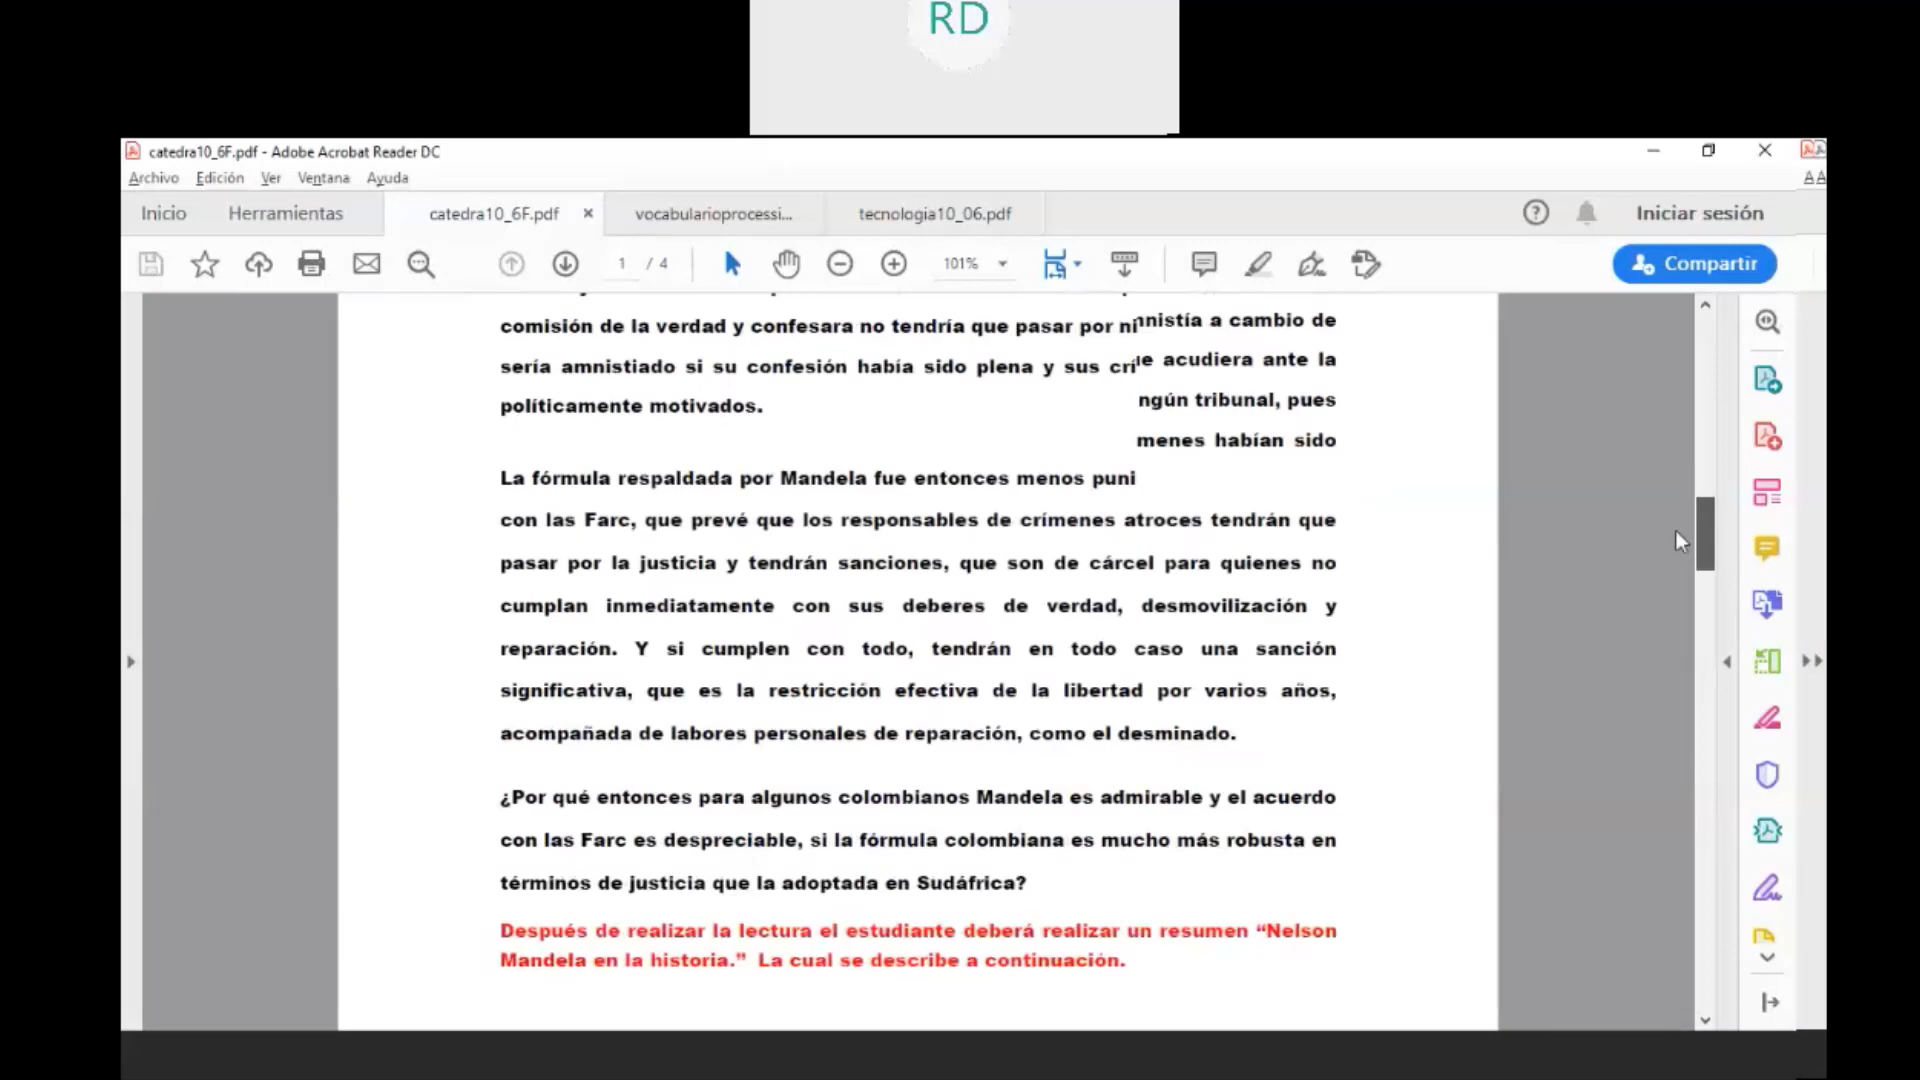 RD
catedra10_6F.pdf - Adobe Acrobat Reader DC
Archivo Edición Ver Ventana Ayuda
Inicio Herramientas catedra10_6F.pdf × vocabularioprocessi... tecnologia10_06.pdf Iniciar sesión
1 / 4 101% Compartir
comisión de la verdad y confesara no tendría que pasar por ni
nistía a cambio de
sería amnistiado si su confesión había sido plena y sus crí
e acudiera ante la
políticamente motivados.
ngún tribunal, pues
menes habían sido
La fórmula respaldada por Mandela fue entonces menos puni
con las Farc, que prevé que los responsables de crímenes atroces tendrán que
pasar por la justicia y tendrán sanciones, que son de cárcel para quienes no
cumplan inmediatamente con sus deberes de verdad, desmovilización y
reparación. Y si cumplen con todo, tendrán en todo caso una sanción
significativa, que es la restricción efectiva de la libertad por varios años,
acompañada de labores personales de reparación, como el desminado.
¿Por qué entonces para algunos colombianos Mandela es admirable y el acuerdo
con las Farc es despreciable, si la fórmula colombiana es mucho más robusta en
términos de justicia que la adoptada en Sudáfrica?
Después de realizar la lectura el estudiante deberá realizar un resumen “Nelson
Mandela en la historia.” La cual se describe a continuación.